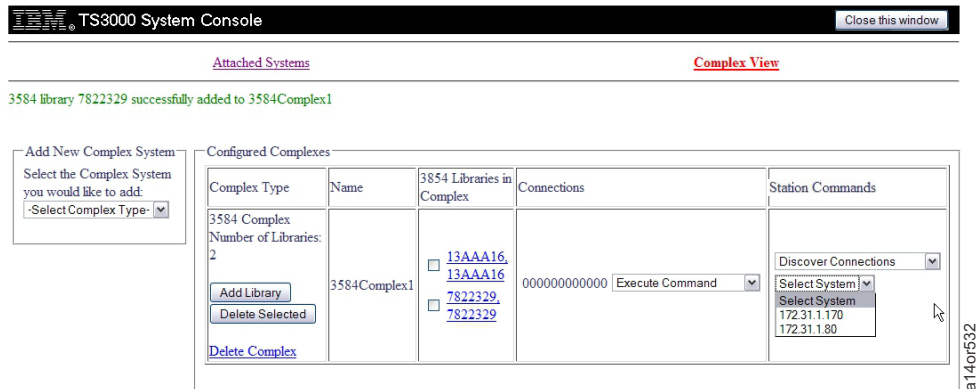 IBM® TS3000 System Console
Close this window
Attached Systems
Complex View
3584 library 7822329 successfully added to 3584Complex1
Add New Complex System
Select the Complex System
you would like to add:
-Select Complex Type-
Configured Complexes
Complex Type
Name
3854 Libraries in
Complex
Connections
Station Commands
3584 Complex
Number of Libraries:
2
Add Library
Delete Selected
Delete Complex
3584Complex1
13AAA16,
13AAA16
7822329,
7822329
000000000000 Execute Command
Discover Connections
Select System
Select System
172.31.1.170
172.31.1.80
a14or532